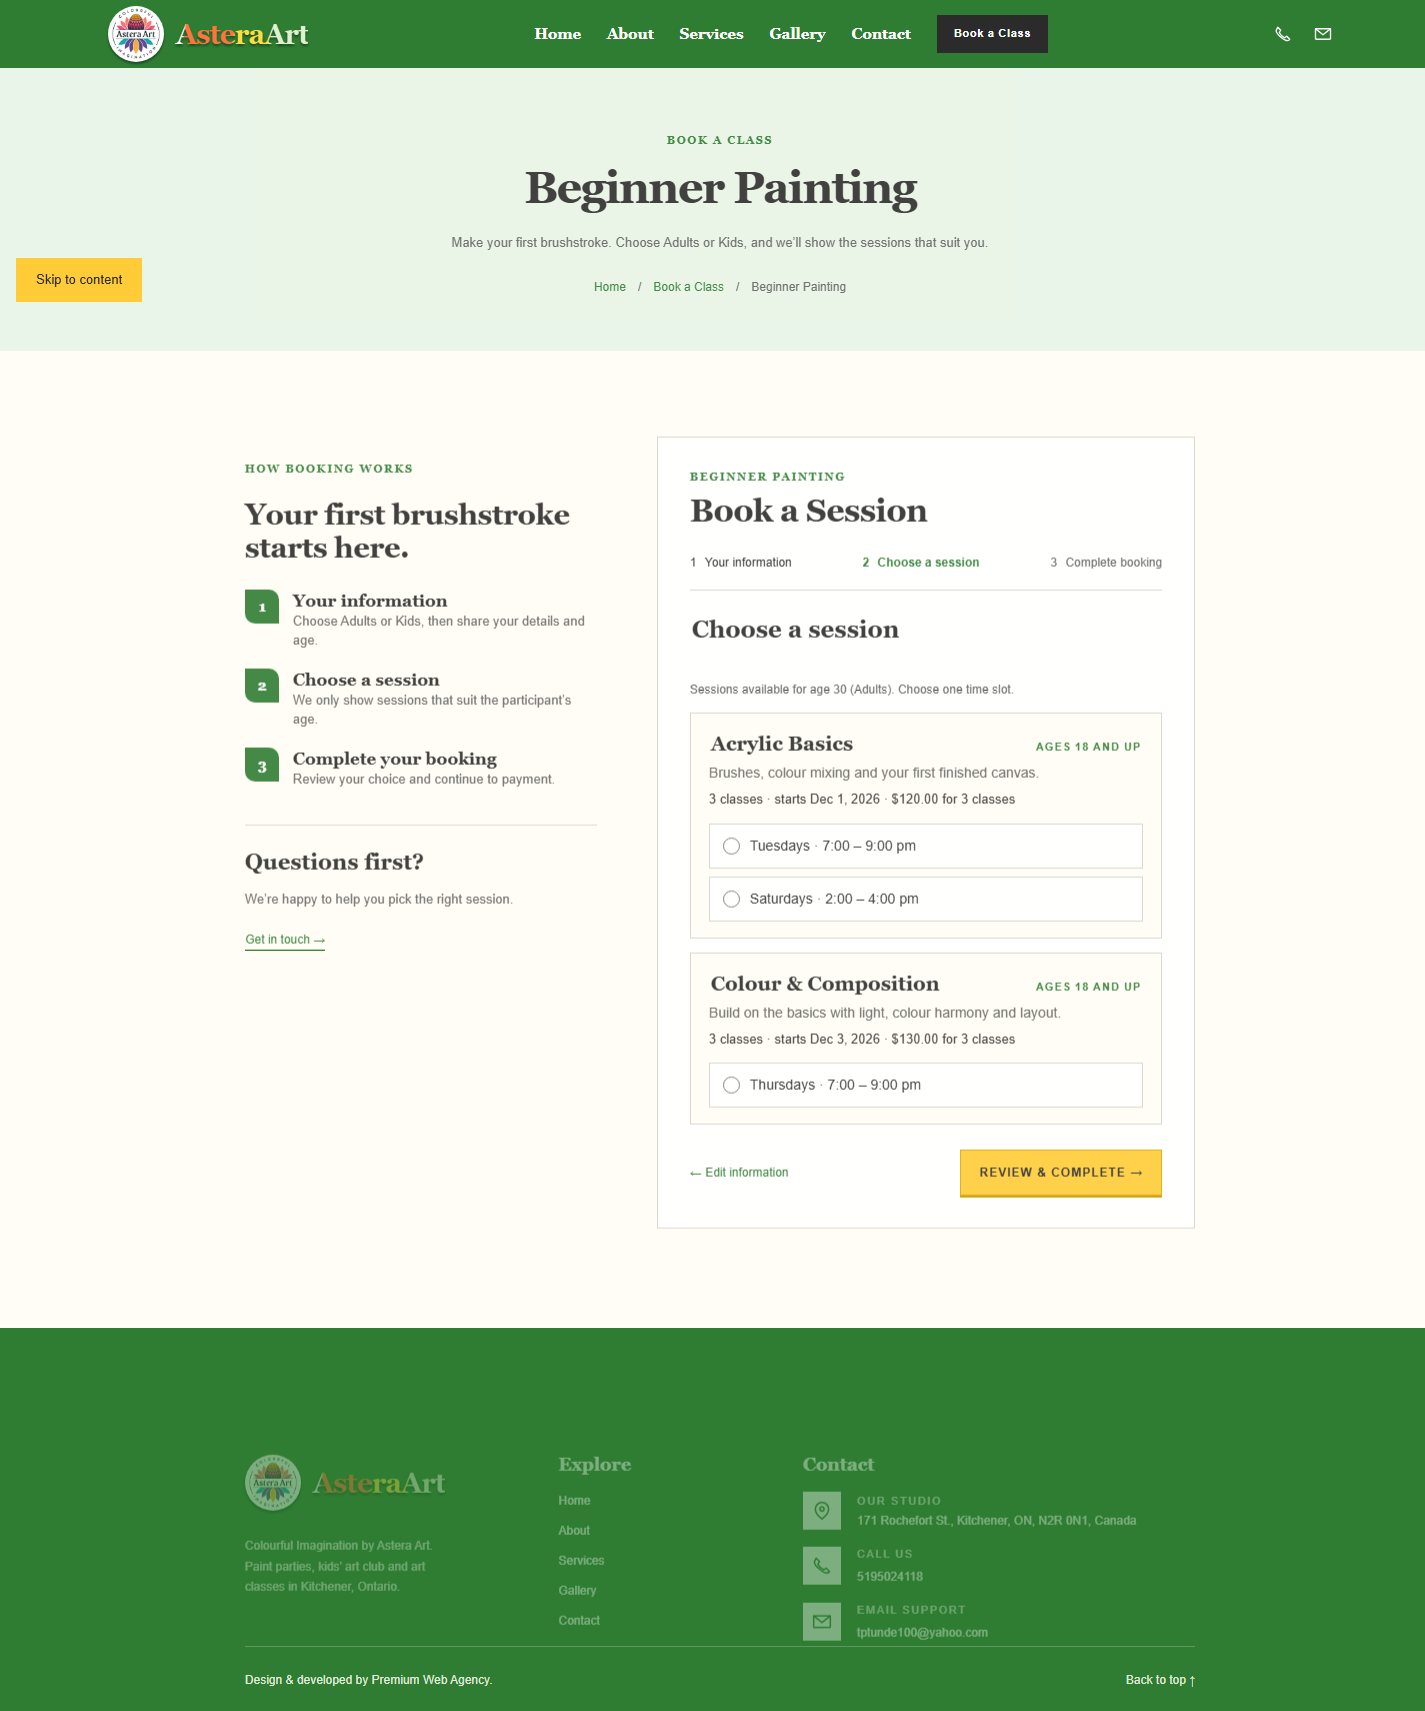 COLORFUL
Astera Art
IMAGINATION
AsteraArt
Home
About
Services
Gallery
Contact
Book a Class
BOOK A CLASS
Beginner Painting
Make your first brushstroke. Choose Adults or Kids, and we'll show the sessions that suit you.
Skip to content
Home / Book a Class / Beginner Painting
HOW BOOKING WORKS
Your first brushstroke
starts here.
1
Your information
Choose Adults or Kids, then share your details and
age.
2
Choose a session
We only show sessions that suit the participant's
age.
3
Complete your booking
Review your choice and continue to payment.
Questions first?
We're happy to help you pick the right session.
Get in touch →
BEGINNER PAINTING
Book a Session
1 Your information
2 Choose a session
3 Complete booking
Choose a session
Sessions available for age 30 (Adults). Choose one time slot.
Acrylic Basics
AGES 18 AND UP
Brushes, colour mixing and your first finished canvas.
3 classes · starts Dec 1, 2026 · $120.00 for 3 classes
Tuesdays · 7:00 – 9:00 pm
Saturdays · 2:00 – 4:00 pm
Colour & Composition
AGES 18 AND UP
Build on the basics with light, colour harmony and layout.
3 classes · starts Dec 3, 2026 · $130.00 for 3 classes
Thursdays · 7:00 – 9:00 pm
← Edit information
REVIEW & COMPLETE →
Astera Art
AsteraArt
Colourful Imagination by Astera Art.
Paint parties, kids' art club and art
classes in Kitchener, Ontario.
Explore
Home
About
Services
Gallery
Contact
Contact
OUR STUDIO
171 Rochefort St., Kitchener, ON, N2R 0N1, Canada
CALL US
5195024118
EMAIL SUPPORT
tptunde100@yahoo.com
Design & developed by Premium Web Agency.
Back to top ↑